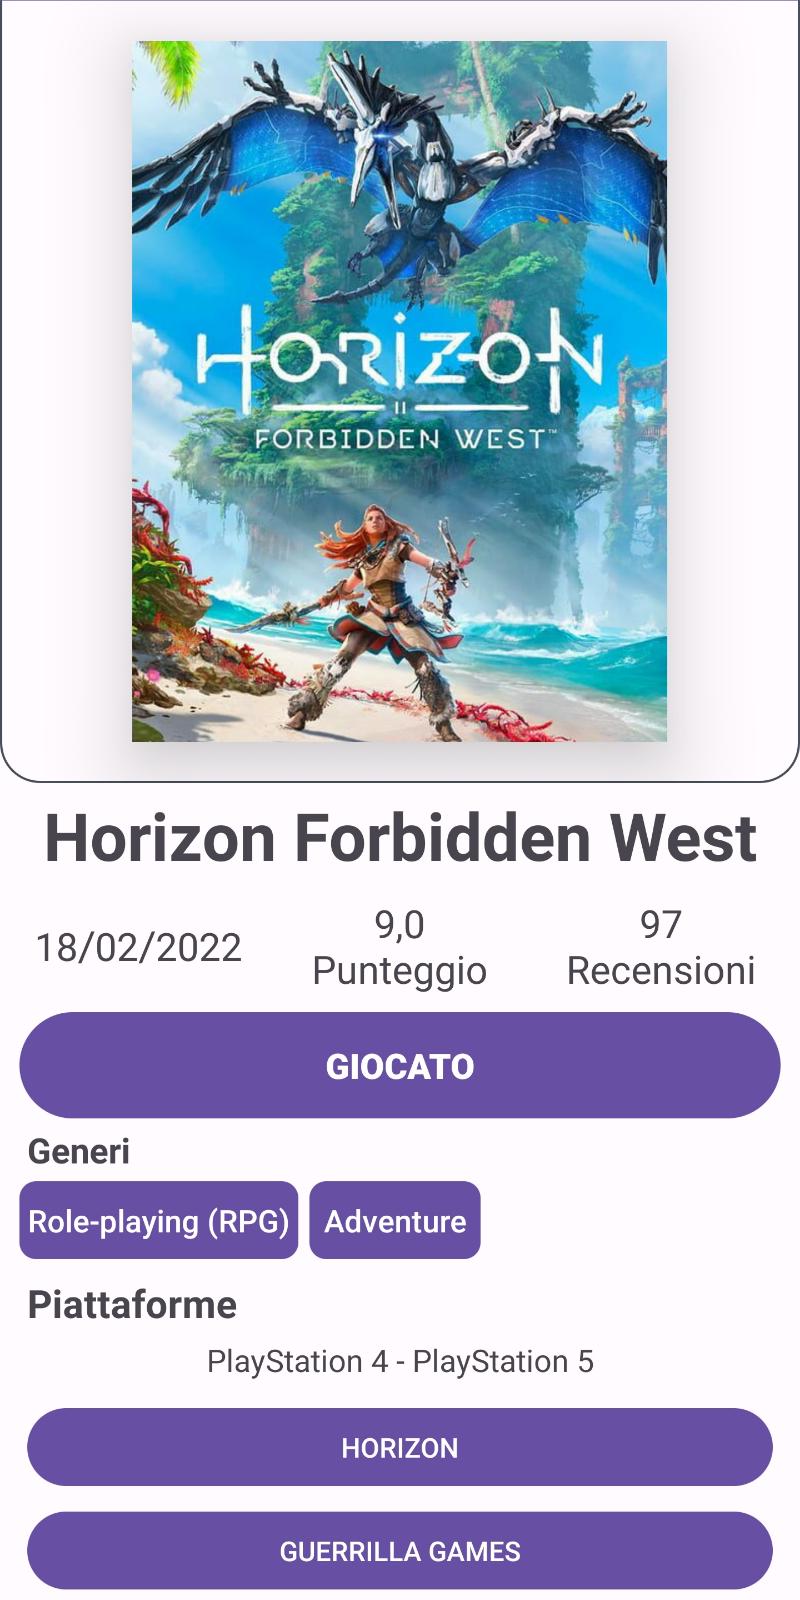 HORIZON
II
FORBIDDEN WEST™
Horizon Forbidden West
18/02/2022
9,0
Punteggio
97
Recensioni
GIOCATO
Generi
Role-playing (RPG)
Adventure
Piattaforme
PlayStation 4 - PlayStation 5
HORIZON
GUERRILLA GAMES